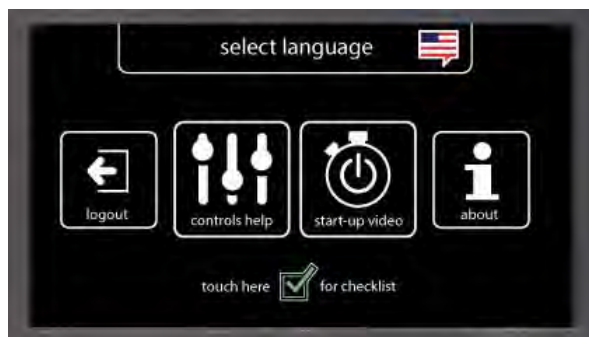 select language
logout
controls help
start-up video
about
touch here
for checklist